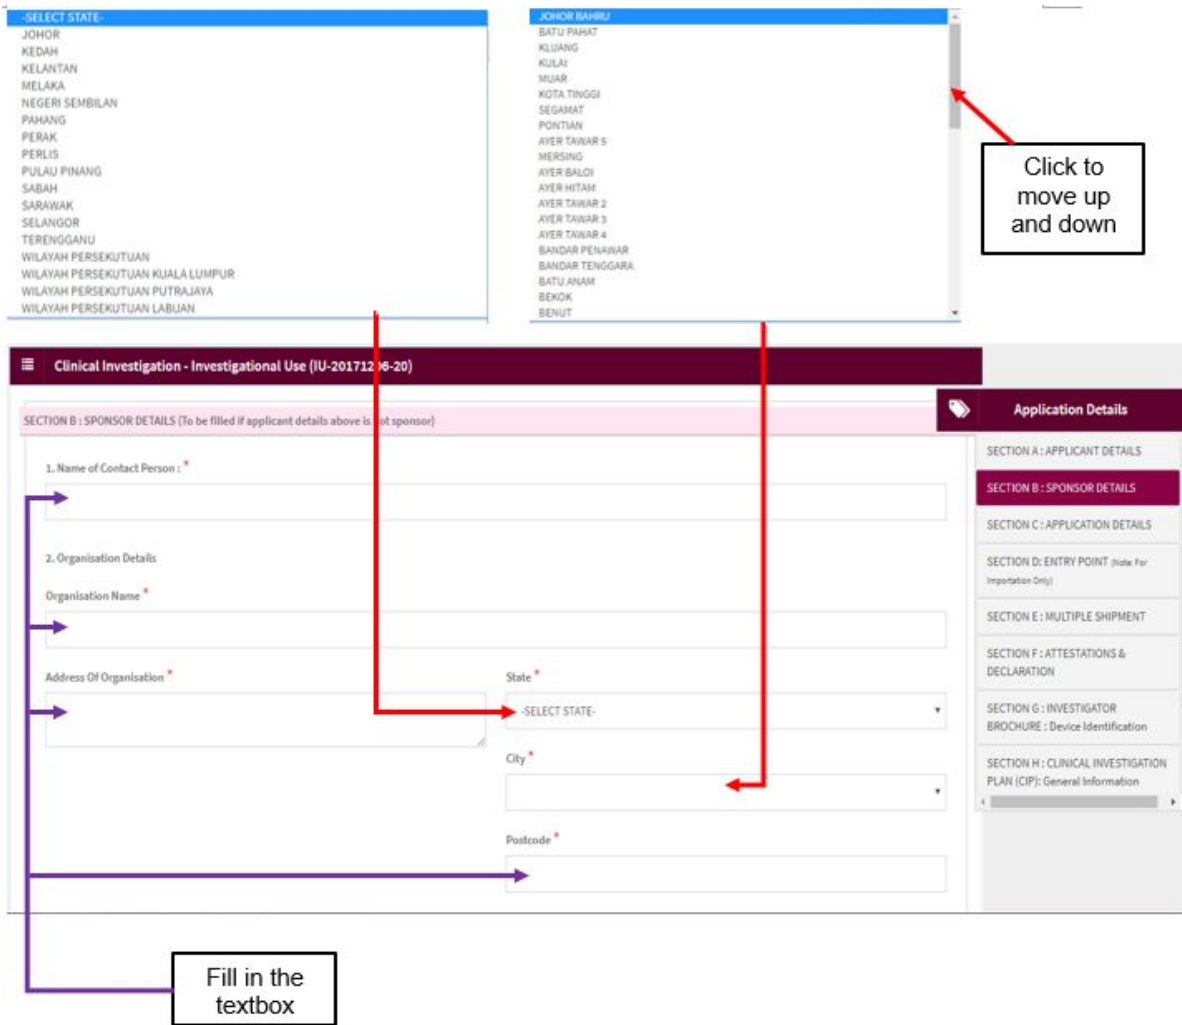 -SELECT STATE-
JOHOR
KEDAH
KELANTAN
MELAKA
NEGERI SEMBILAN
PAHANG
PERAK
PERLIS
PULAU PINANG
SABAH
SARAWAK
SELANGOR
TERENGGANU
WILAYAH PERSEKUTUAN
WILAYAH PERSEKUTUAN KUALA LUMPUR
WILAYAH PERSEKUTUAN PUTRAJAYA
WILAYAH PERSEKUTUAN LABUAN
JOHOR BAHRU
BATU PAHAT
KLUANG
KULAI
MUAR
KOTA TINGGI
SEGAMAT
PONTIAN
AYER TAWAR 5
MERSING
AYER BALOI
AYER HITAM
AYER TAWAR 2
AYER TAWAR 3
AYER TAWAR 4
BANDAR PENAWAR
BANDAR TENGGARA
BATU ANAM
BEKOK
BENUT
Click to
move up
and down
Clinical Investigation - Investigational Use (IU-20171206-20)
SECTION B : SPONSOR DETAILS (To be filled if applicant details above is not sponsor)
1. Name of Contact Person : *
2. Organisation Details
Organisation Name *
Address Of Organisation *
State *
-SELECT STATE-
City *
Postcode *
Application Details
SECTION A : APPLICANT DETAILS
SECTION B : SPONSOR DETAILS
SECTION C : APPLICATION DETAILS
SECTION D: ENTRY POINT (Note: For
Importation Only)
SECTION E : MULTIPLE SHIPMENT
SECTION F : ATTESTATIONS &
DECLARATION
SECTION G : INVESTIGATOR
BROCHURE : Device Identification
SECTION H : CLINICAL INVESTIGATION
PLAN (CIP): General Information
Fill in the
textbox